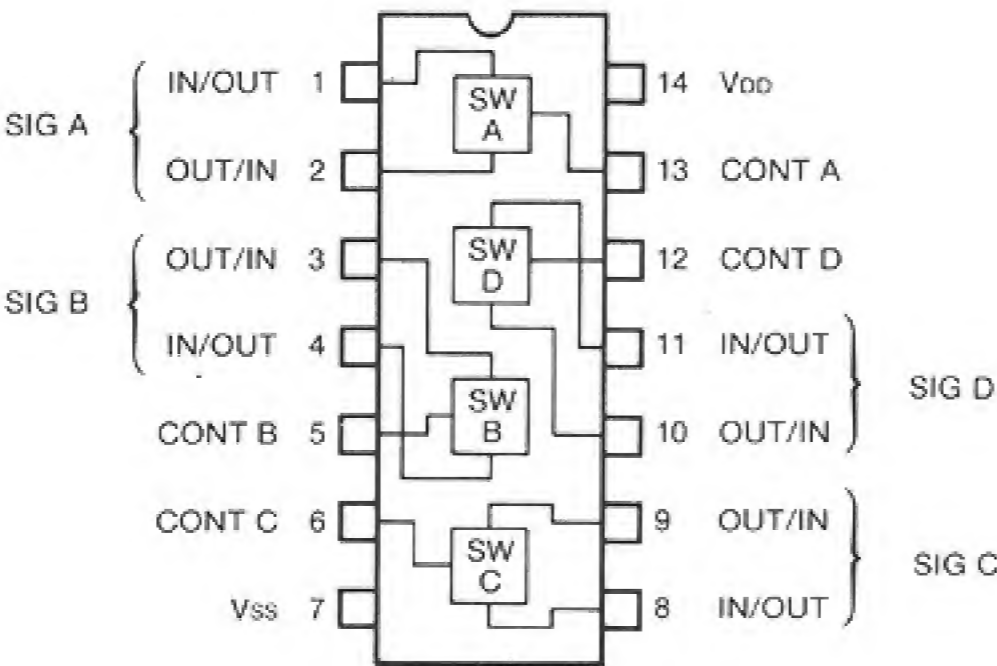 IN/OUT 1
SIG A
OUT/IN 2
OUT/IN 3
SIG B
IN/OUT 4
CONT B 5
CONT C 6
VSS 7
SW
A
SW
D
SW
B
SW
C
14 VDD
13 CONT A
12 CONT D
11 IN/OUT
SIG D
10 OUT/IN
9 OUT/IN
SIG C
8 IN/OUT